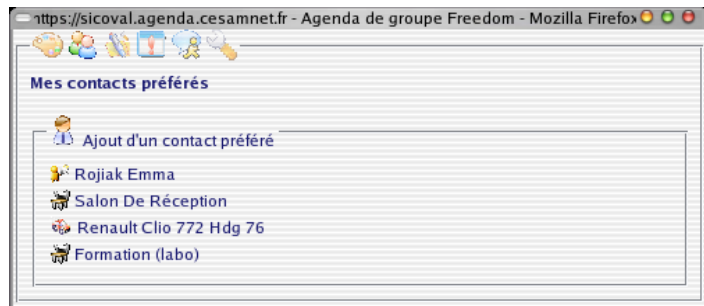 https://sicoval.agenda.cesamnet.fr - Agenda de groupe Freedom - Mozilla Firefox
Mes contacts préférés
Ajout d'un contact préféré
Rojiak Emma
Salon De Réception
Renault Clio 772 Hdg 76
Formation (labo)